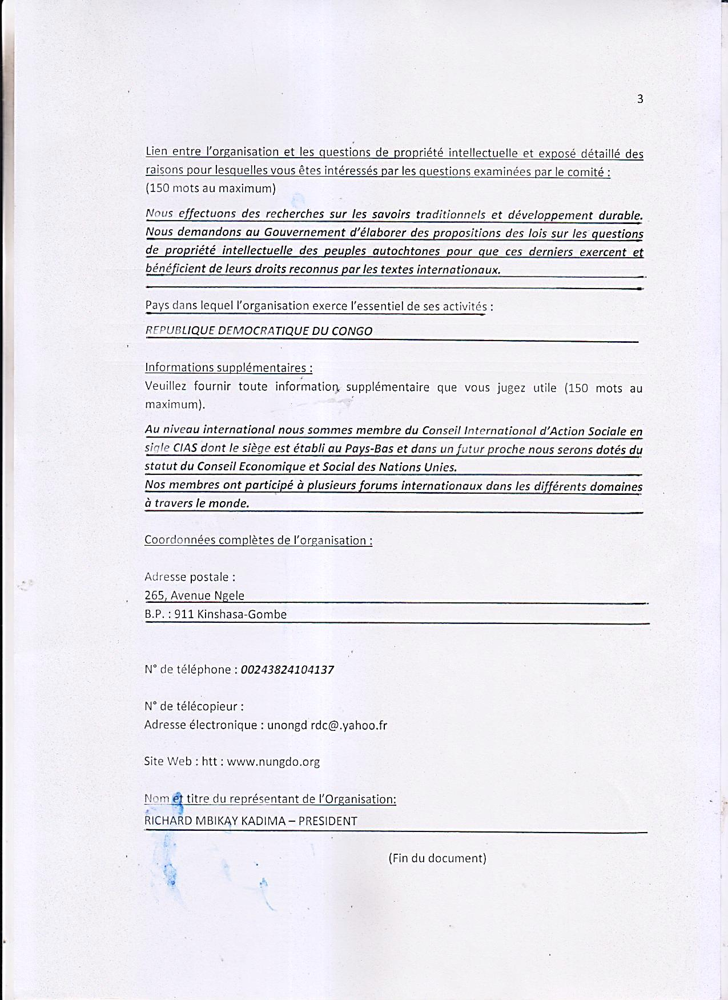 3
Lien entre l'organisation et les questions de propriété intellectuelle et exposé détaillé des
raisons pour lesquelles vous êtes intéressés par les questions examinées par le comité :
(150 mots au maximum)
Nous effectuons des recherches sur les savoirs traditionnels et développement durable.
Nous demandons au Gouvernement d'élaborer des propositions des lois sur les questions
de propriété intellectuelle des peuples autochtones pour que ces derniers exercent et
bénéficient de leurs droits reconnus par les textes internationaux.
Pays dans lequel l'organisation exerce l'essentiel de ses activités :
REPUBLIQUE DEMOCRATIQUE DU CONGO
Informations supplémentaires :
Veuillez fournir toute information supplémentaire que vous jugez utile (150 mots au
maximum).
Au niveau international nous sommes membre du Conseil International d'Action Sociale en
sigle CIAS dont le siège est établi au Pays-Bas et dans un futur proche nous serons dotés du
statut du Conseil Economique et Social des Nations Unies.
Nos membres ont participé à plusieurs forums internationaux dans les différents domaines
à travers le monde.
Coordonnées complètes de l'organisation :
Adresse postale :
265, Avenue Ngele
B.P. : 911 Kinshasa-Gombe
N° de téléphone : 00243824104137
N° de télécopieur :
Adresse électronique : unongd rdc@.yahoo.fr
Site Web : htt : www.nungdo.org
Nom et titre du représentant de l'Organisation:
RICHARD MBIKAY KADIMA – PRESIDENT
(Fin du document)